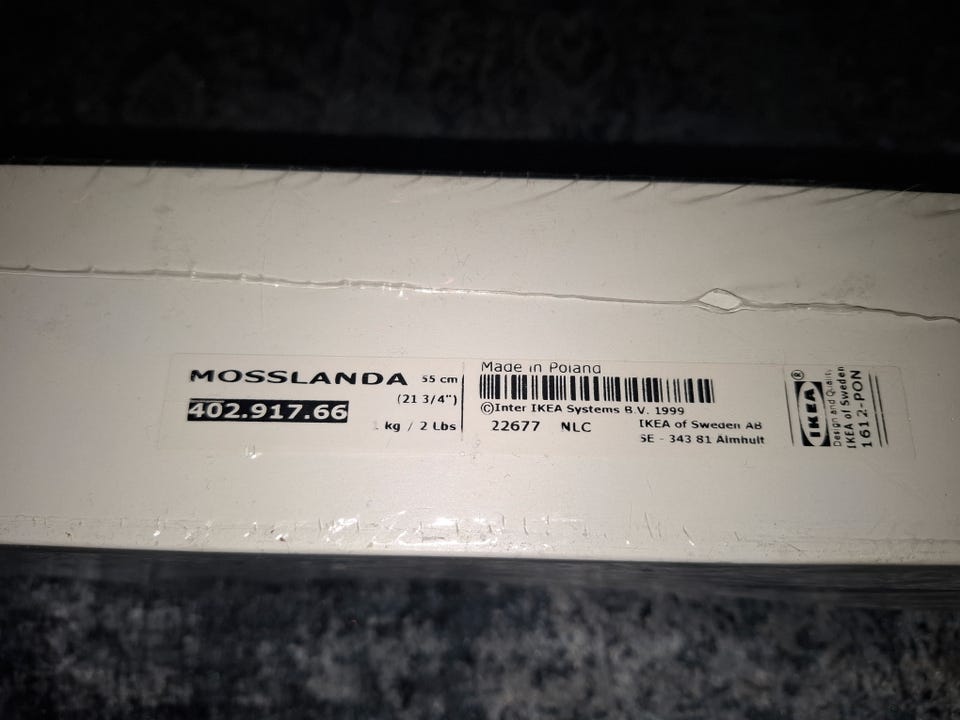 MOSSLANDA 55 cm
(21 3/4")
402.917.66
kg / 2 Lbs
Made in Poland
©Inter IKEA Systems B.V. 1999
22677 NLC
IKEA of Sweden AB
SE - 343 81 Älmhult
IKEA®
Design and Quality
IKEA of Sweden
1612-PON